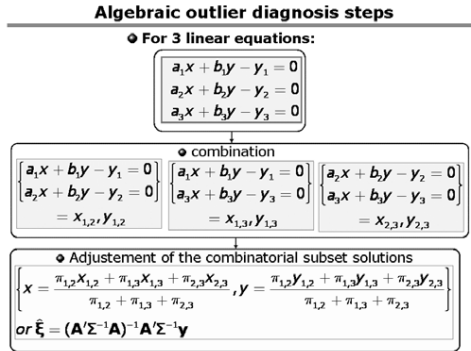 Algebraic outlier diagnosis steps
For 3 linear equations:
a₁x + b₁y − y₁ = 0
a₂x + b₂y − y₂ = 0
a₃x + b₃y − y₃ = 0
combination
{a₁x + b₁y − y₁ = 0
a₂x + b₂y − y₂ = 0}
= x₁,₂, y₁,₂
{a₁x + b₁y − y₁ = 0
a₃x + b₃y − y₃ = 0}
= x₁,₃, y₁,₃
{a₂x + b₂y − y₂ = 0
a₃x + b₃y − y₃ = 0}
= x₂,₃, y₂,₃
Adjustement of the combinatorial subset solutions
{x = (π₁,₂x₁,₂ + π₁,₃x₁,₃ + π₂,₃x₂,₃)/(π₁,₂ + π₁,₃ + π₂,₃), y = (π₁,₂y₁,₂ + π₁,₃y₁,₃ + π₂,₃y₂,₃)/(π₁,₂ + π₁,₃ + π₂,₃)}
or ξ̂ = (A′Σ⁻¹A)⁻¹A′Σ⁻¹y